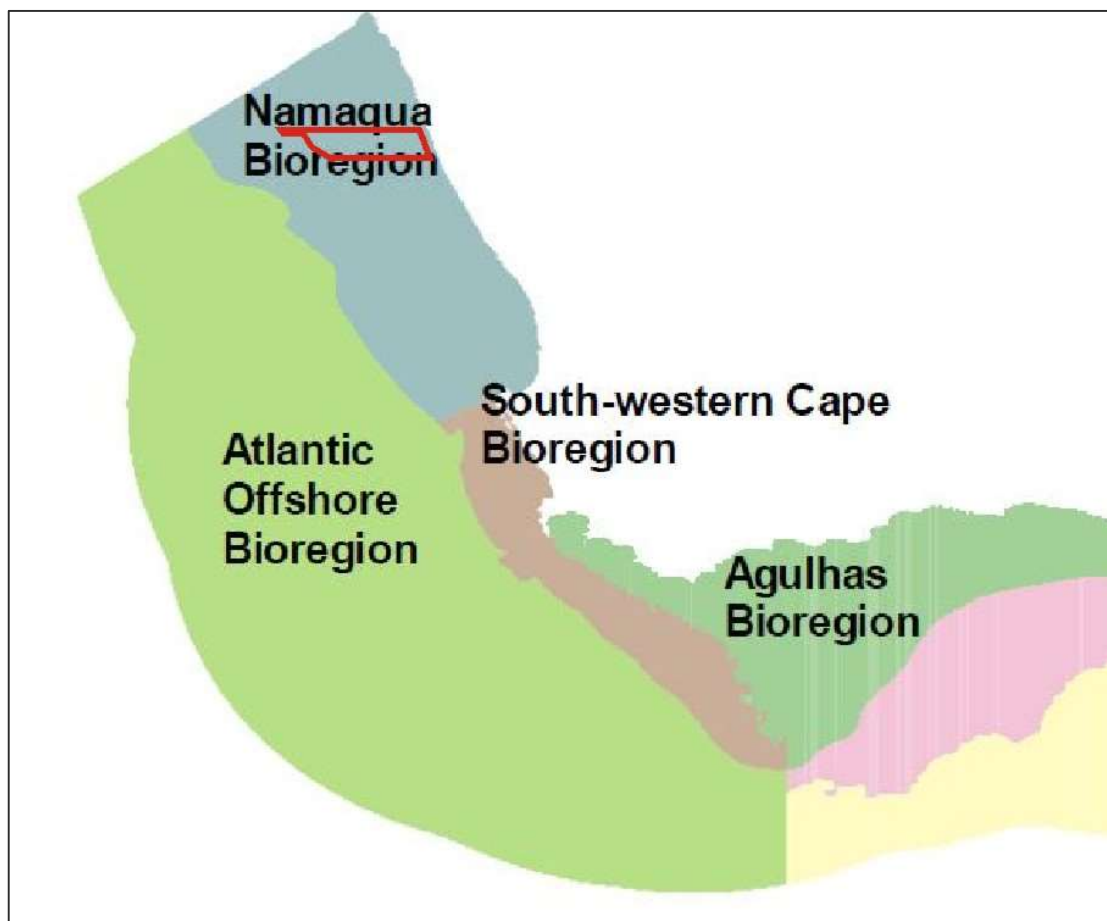 Namaqua
Bioregion
South-western Cape
Bioregion
Atlantic
Offshore
Bioregion
Agulhas
Bioregion